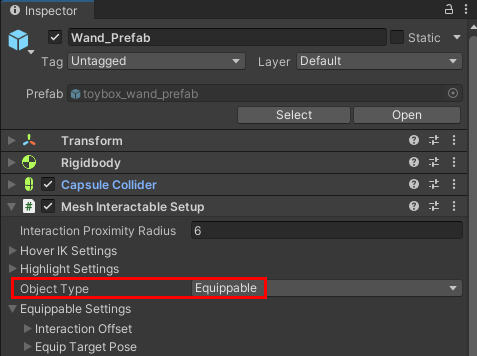 Inspector
Wand_Prefab
Static
Tag Untagged Layer Default
Prefab toybox_wand_prefab
Select Open
Transform
Rigidbody
Capsule Collider
# Mesh Interactable Setup
Interaction Proximity Radius 6
Hover IK Settings
Highlight Settings
Object Type Equippable
Equippable Settings
Interaction Offset
Equip Target Pose